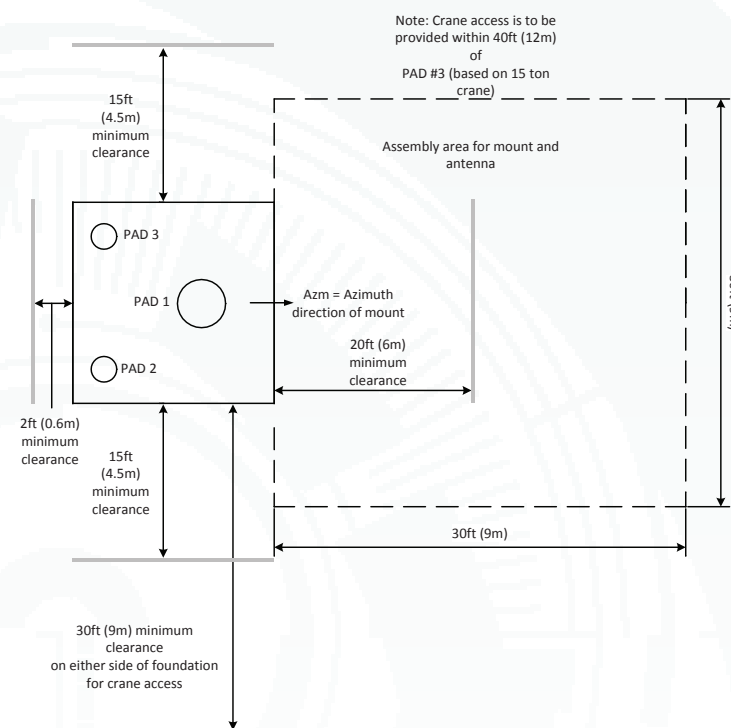 Note: Crane access is to be
provided within 40ft (12m)
of
PAD #3 (based on 15 ton
crane)
15ft
(4.5m)
minimum
clearance
Assembly area for mount and
antenna
PAD 3
PAD 1
Azm = Azimuth
direction of mount
20ft (6m)
minimum
clearance
PAD 2
2ft (0.6m)
minimum
clearance
15ft
(4.5m)
minimum
clearance
30ft (9m)
30ft (9m) minimum
clearance
on either side of foundation
for crane access